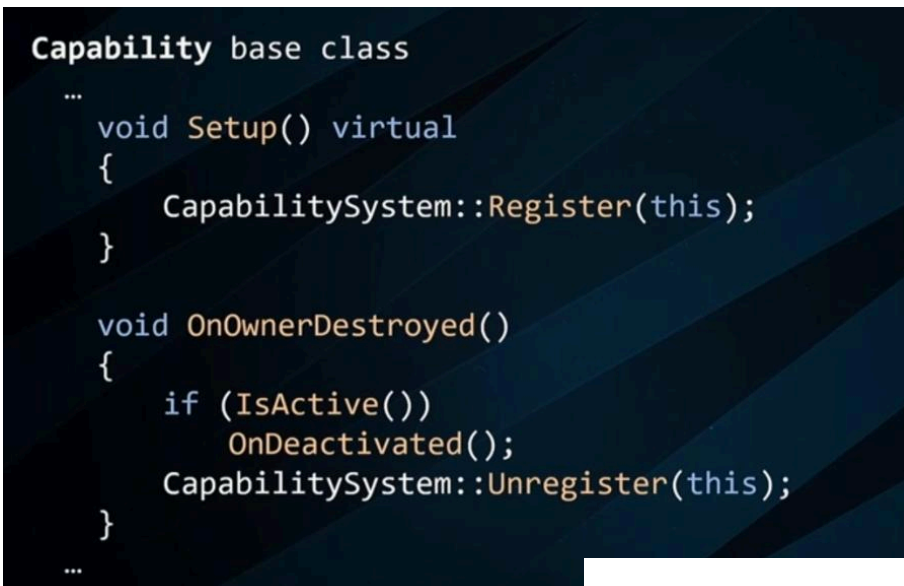 Capability base class
…
void Setup() virtual
{
CapabilitySystem::Register(this);
}
void OnOwnerDestroyed()
{
if (IsActive())
OnDeactivated();
CapabilitySystem::Unregister(this);
}
…